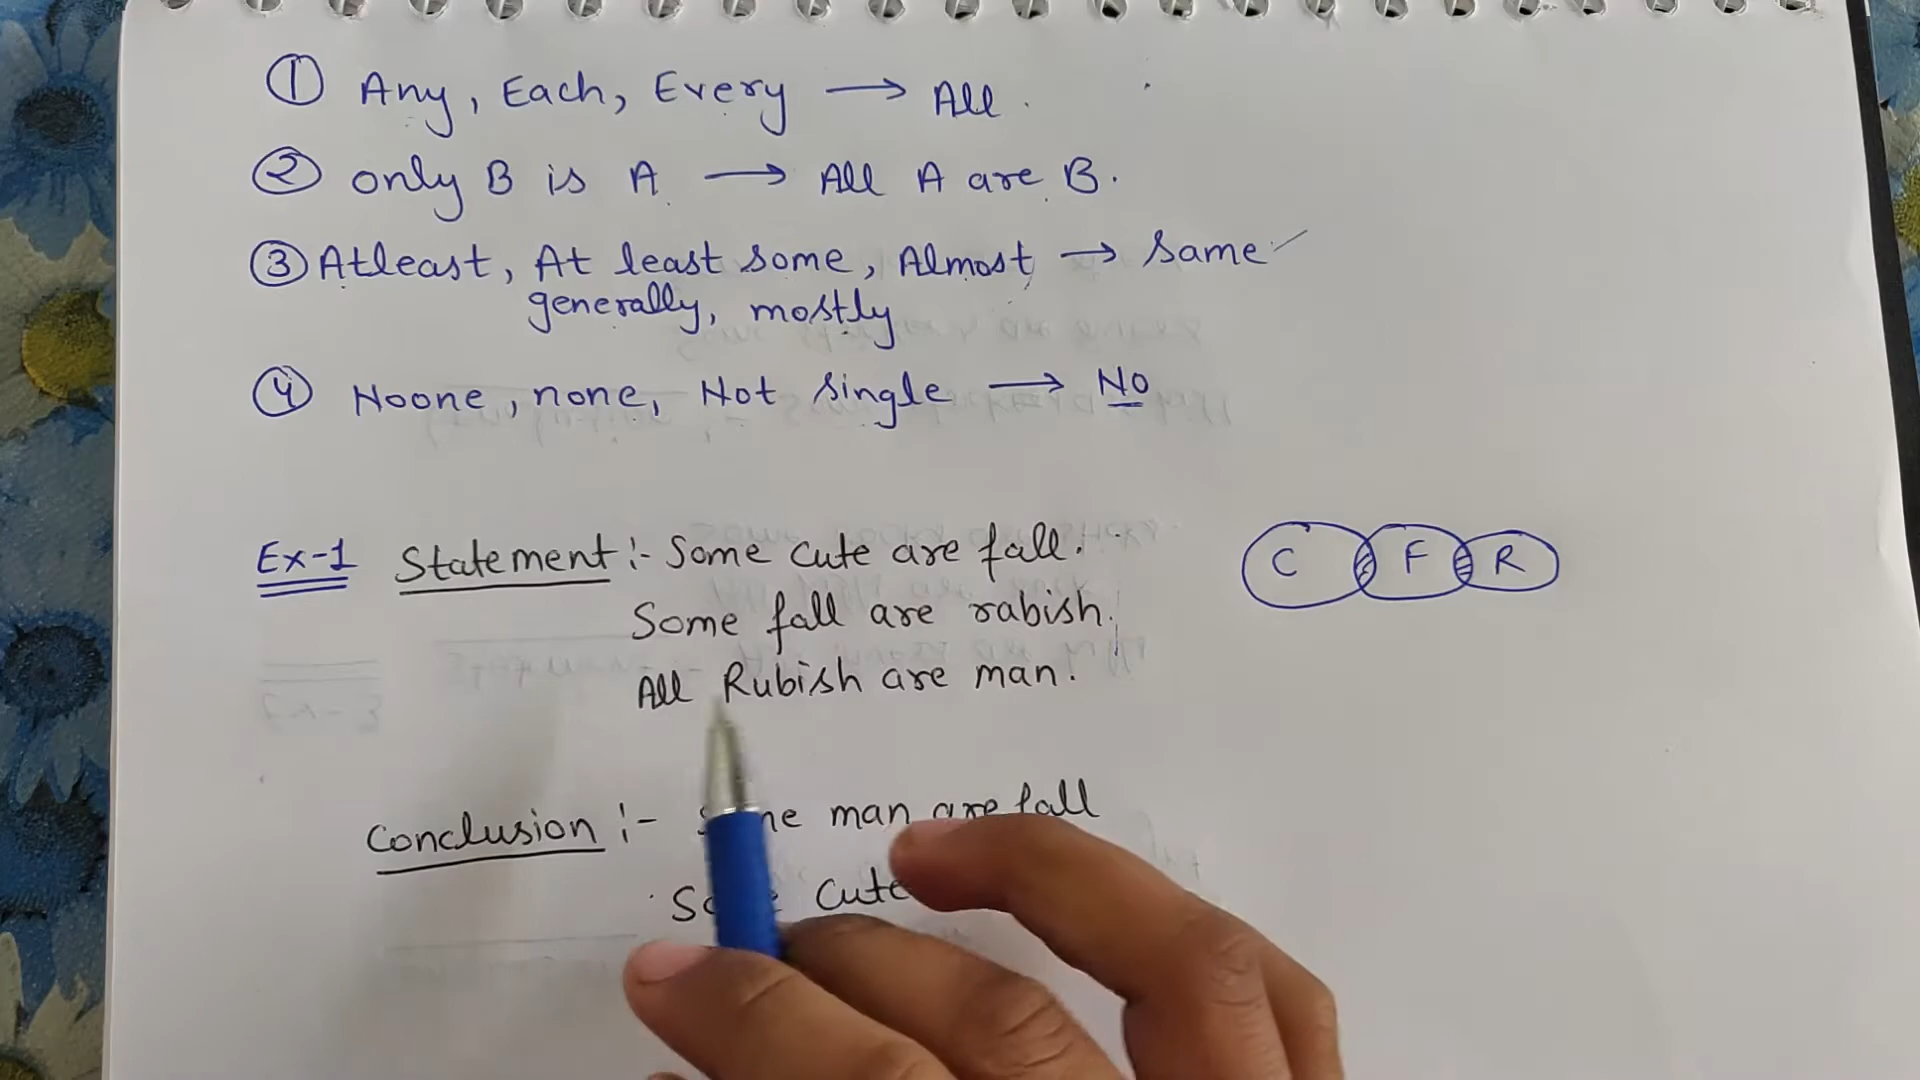 ① Any, Each, Every → All.
② only B is A → All A are B.
③ Atleast, At least some, Almost → Same
generally, mostly
④ Noone, none, Not single → No
Ex-1 Statement :- Some cute are fall.
C F R
Some fall are rabish.
All Rubish are man.
Conclusion :- man are fall
Cute